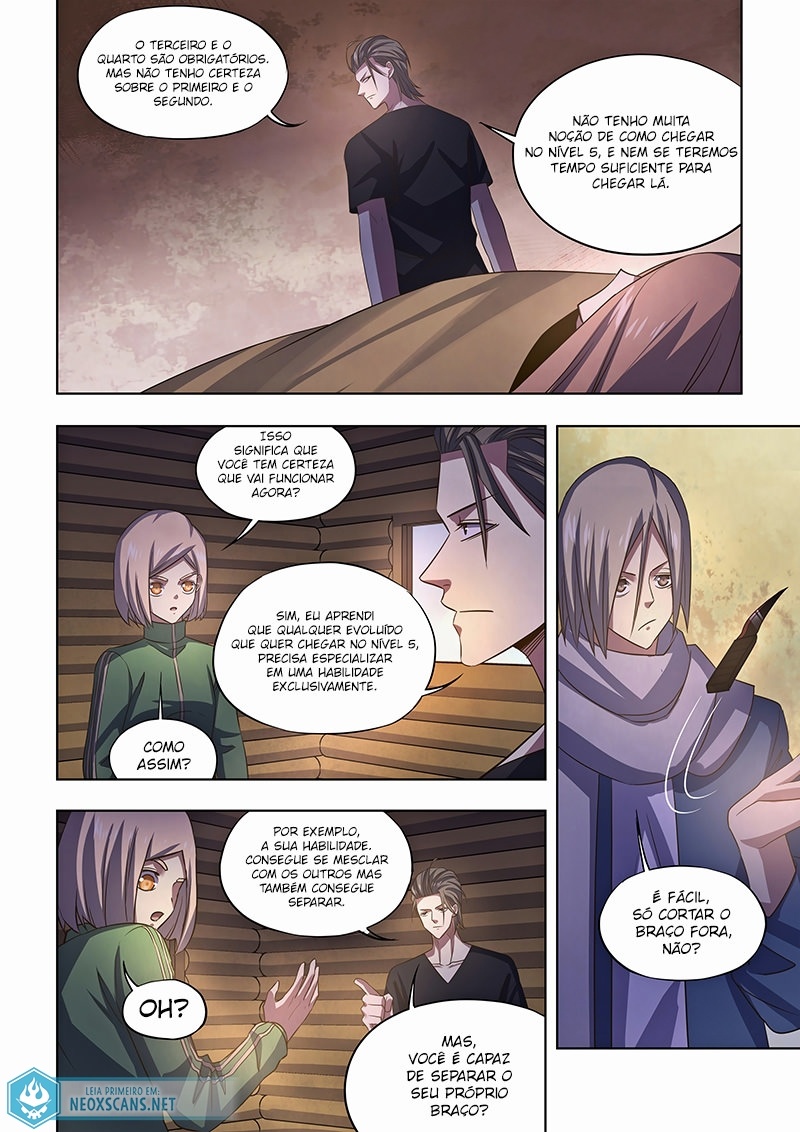 O TERCEIRO E O
QUARTO SÃO OBRIGATÓRIOS.
MAS NÃO TENHO CERTEZA
SOBRE O PRIMEIRO E O
SEGUNDO.
NÃO TENHO MUITA
NOÇÃO DE COMO CHEGAR
NO NÍVEL 5, E NEM SE TEREMOS
TEMPO SUFICIENTE PARA
CHEGAR LÁ.
ISSO
SIGNIFICA QUE
VOCÊ TEM CERTEZA
QUE VAI FUNCIONAR
AGORA?
SIM, EU APRENDI
QUE QUALQUER EVOLUÍDO
QUE QUER CHEGAR NO NÍVEL 5,
PRECISA ESPECIALIZAR
EM UMA HABILIDADE
EXCLUSIVAMENTE.
COMO
ASSIM?
POR EXEMPLO,
A SUA HABILIDADE.
CONSEGUE SE MESCLAR
COM OS OUTROS MAS
TAMBÉM CONSEGUE
SEPARAR.
OH?
MAS,
VOCÊ É CAPAZ
DE SEPARAR O
SEU PRÓPRIO
BRAÇO?
É FÁCIL,
SÓ CORTAR O
BRAÇO FORA,
NÃO?
LEIA PRIMEIRO EM:
NEOXSCANS.NET